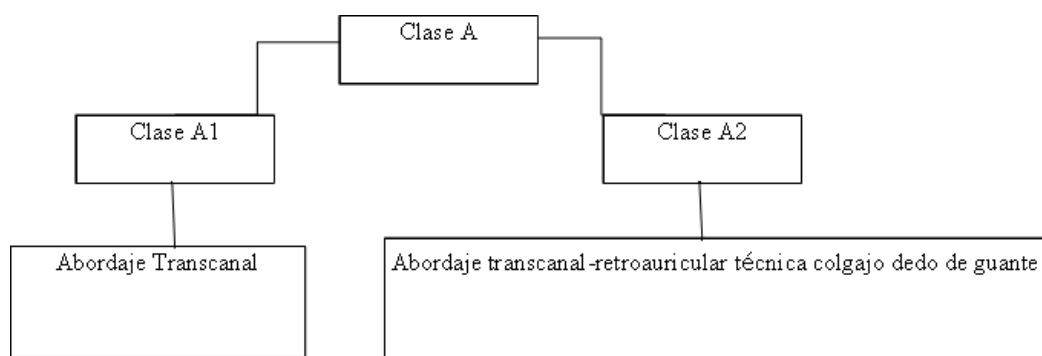 Clase A
Clase A1
Clase A2
Abordaje Transcanal
Abordaje transcanal-retroauricular técnica colgajo dedo de guante